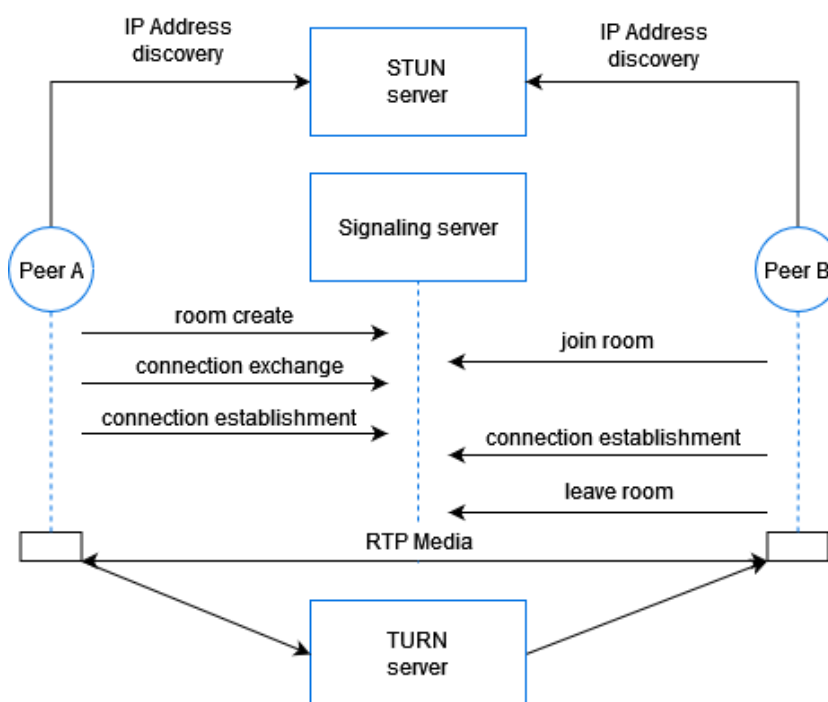 IP Address
discovery
IP Address
discovery
STUN
server
Signaling server
Peer A
Peer B
room create
join room
connection exchange
connection establishment
connection establishment
leave room
RTP Media
TURN
server